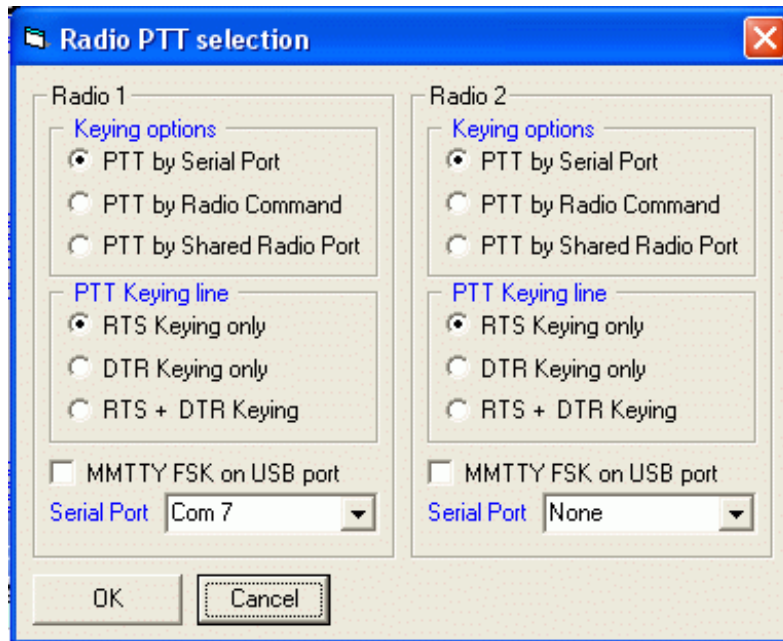 Radio PTT selection
Radio 1
Keying options
PTT by Serial Port
PTT by Radio Command
PTT by Shared Radio Port
PTT Keying line
RTS Keying only
DTR Keying only
RTS + DTR Keying
MMTTY FSK on USB port
Serial Port Com 7
Radio 2
Keying options
PTT by Serial Port
PTT by Radio Command
PTT by Shared Radio Port
PTT Keying line
RTS Keying only
DTR Keying only
RTS + DTR Keying
MMTTY FSK on USB port
Serial Port None
OK Cancel